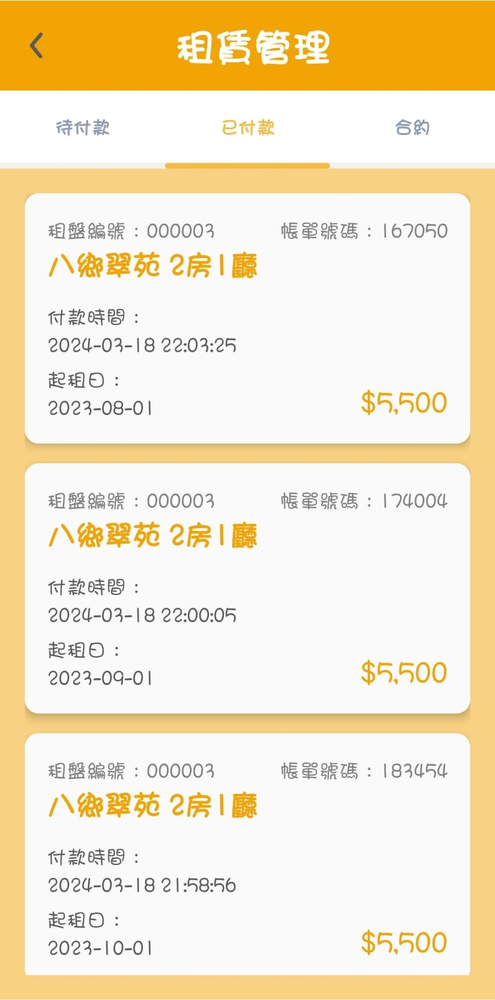 租賃管理
待付款 已付款 合約
租盤編號：000003 帳單號碼：167050
八鄉翠苑 2房1廳
付款時間：
2024-03-18 22:03:25
起租日：
2023-08-01
$5,500
租盤編號：000003 帳單號碼：174004
八鄉翠苑 2房1廳
付款時間：
2024-03-18 22:00:05
起租日：
2023-09-01
$5,500
租盤編號：000003 帳單號碼：183454
八鄉翠苑 2房1廳
付款時間：
2024-03-18 21:58:56
起租日：
2023-10-01
$5,500